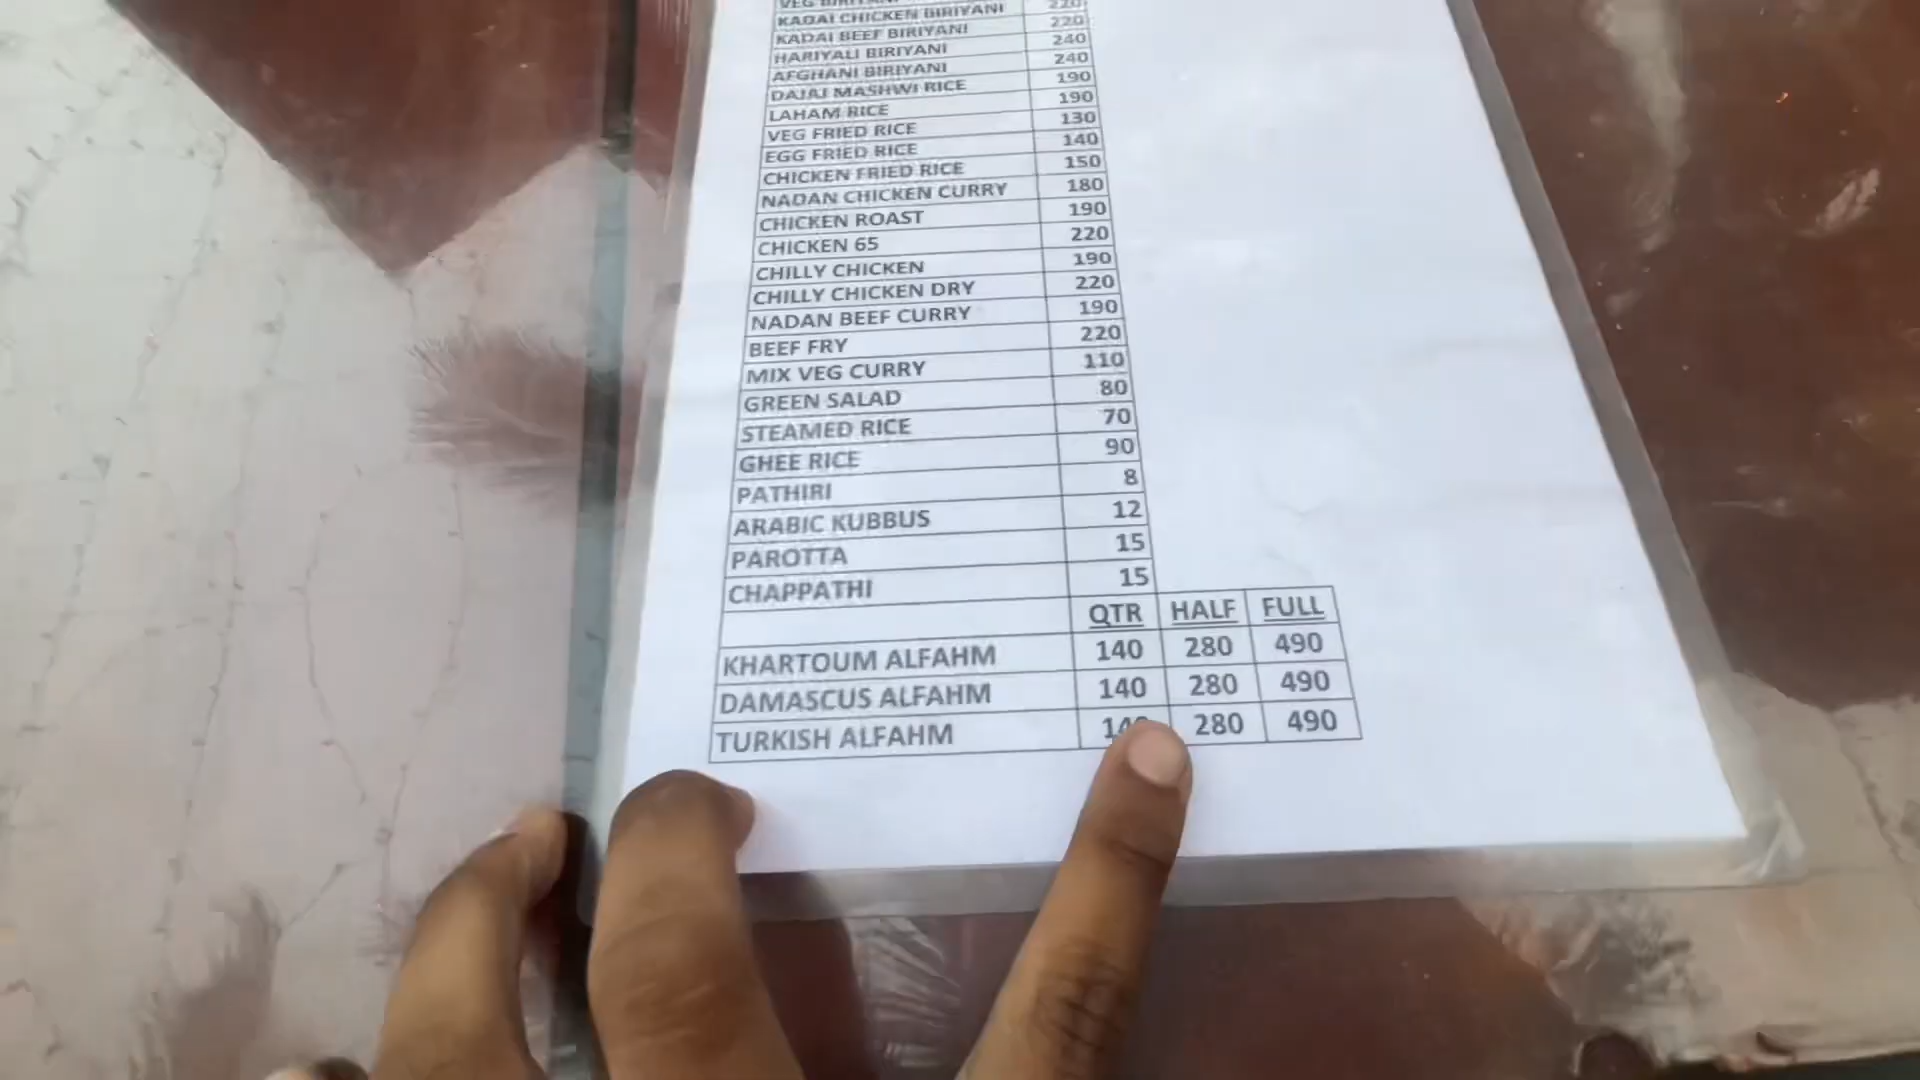 VEG BIRIYANI
KADAI CHICKEN BIRIYANI 220
KADAI BEEF BIRIYANI 220
HARIYALI BIRIYANI 240
AFGHANI BIRIYANI 240
DAJAJ MASHWI RICE 190
LAHAM RICE 190
VEG FRIED RICE 130
EGG FRIED RICE 140
CHICKEN FRIED RICE 150
NADAN CHICKEN CURRY 180
CHICKEN ROAST 190
CHICKEN 65 220
CHILLY CHICKEN 190
CHILLY CHICKEN DRY 220
NADAN BEEF CURRY 190
BEEF FRY 220
MIX VEG CURRY 110
GREEN SALAD 80
STEAMED RICE 70
GHEE RICE 90
PATHIRI 8
ARABIC KUBBUS 12
PAROTTA 15
CHAPPATHI 15
QTR HALF FULL
KHARTOUM ALFAHM 140 280 490
DAMASCUS ALFAHM 140 280 490
TURKISH ALFAHM 140 280 490